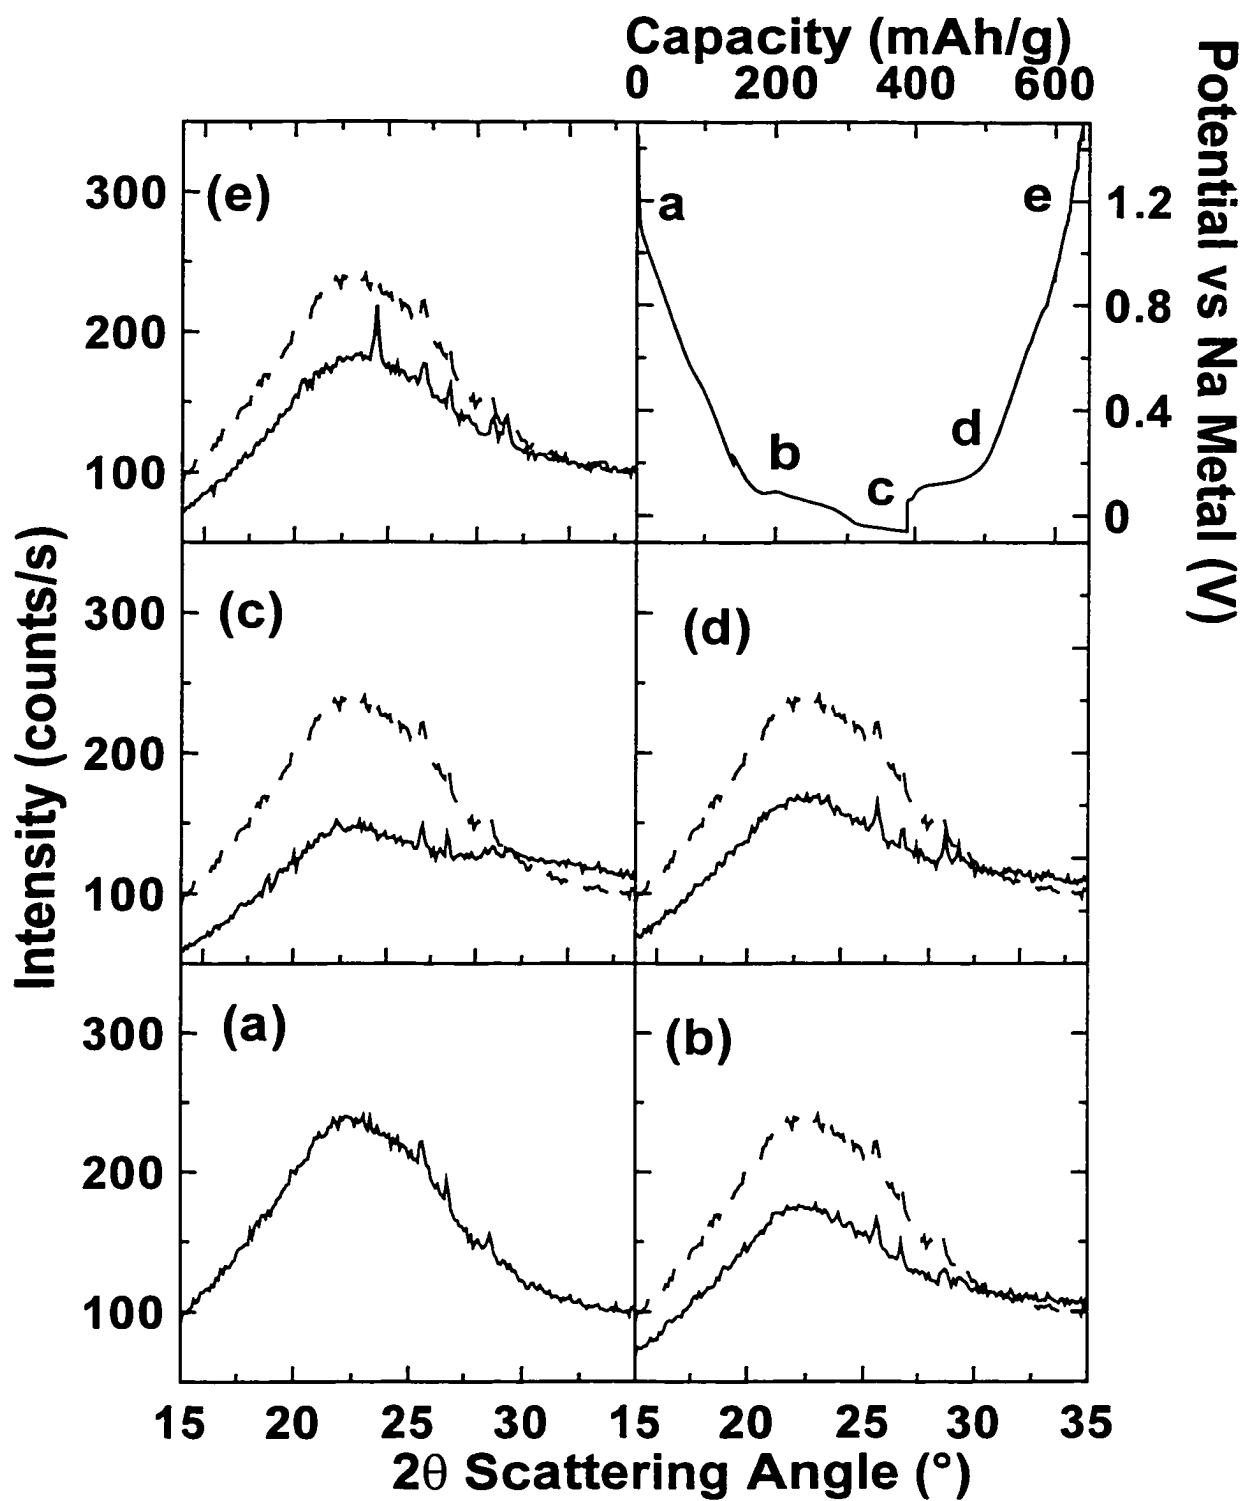 Capacity (mAh/g)
0 200 400 600
300
200
100
(e)
a
b
c
d
e
1.2
0.8
0.4
0
Potential vs Na Metal (V)
300
200
100
(c)
(d)
Intensity (counts/s)
300
200
100
(a)
(b)
15 20 25 30 15 20 25 30 35
2θ Scattering Angle (°)